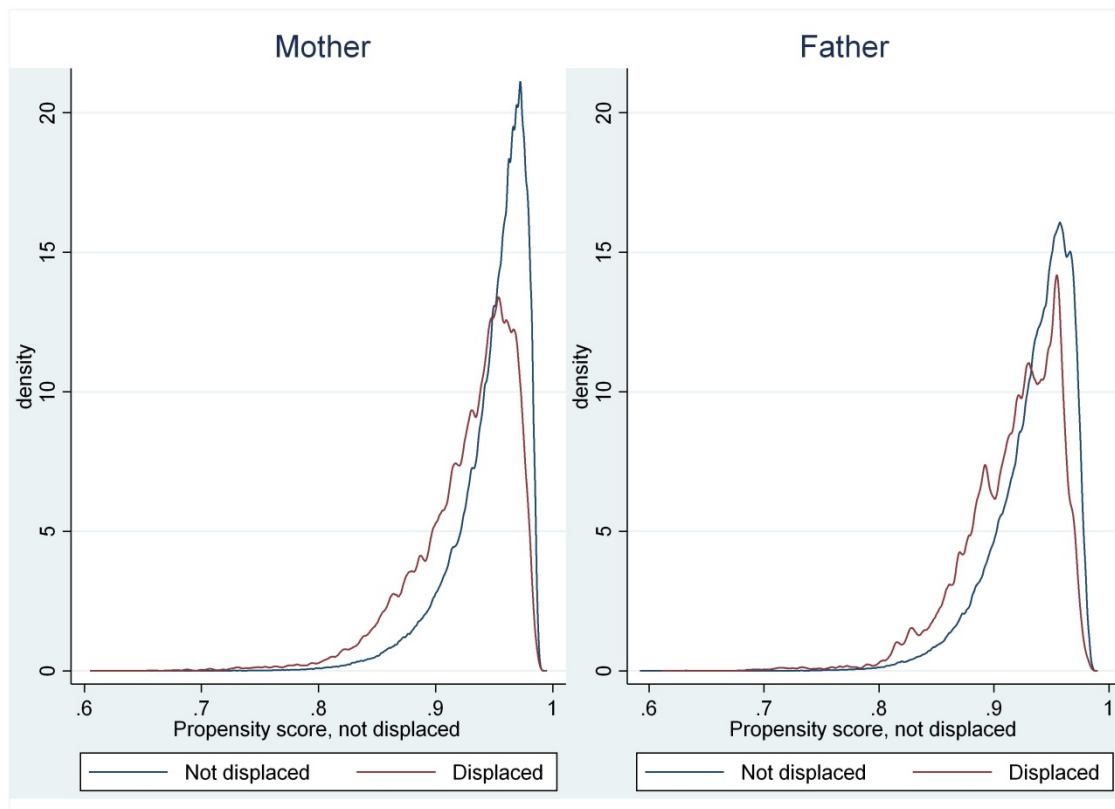 Mother
20
15
10
5
0
density
.6 .7 .8 .9 1
Propensity score, not displaced
Not displaced Displaced
Father
20
15
10
5
0
density
.6 .7 .8 .9 1
Propensity score, not displaced
Not displaced Displaced